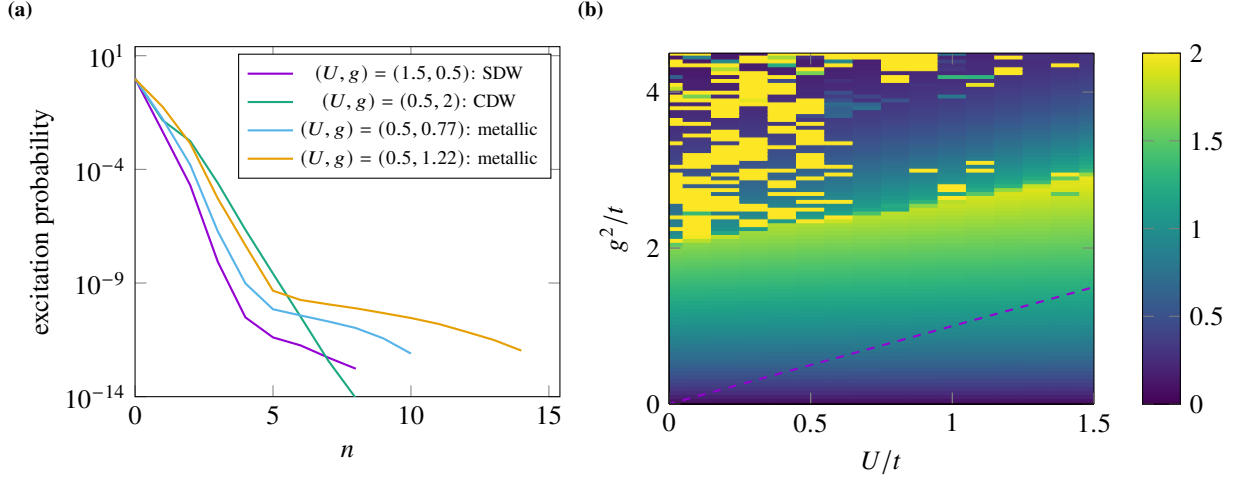 (a)
10^1
10^−4
10^−9
10^−14
0
5
10
15
n
excitation probability
(U, g) = (1.5, 0.5): SDW
(U, g) = (0.5, 2): CDW
(U, g) = (0.5, 0.77): metallic
(U, g) = (0.5, 1.22): metallic
(b)
4
2
0
0
0.5
1
1.5
U/t
g^2/t
2
1.5
1
0.5
0